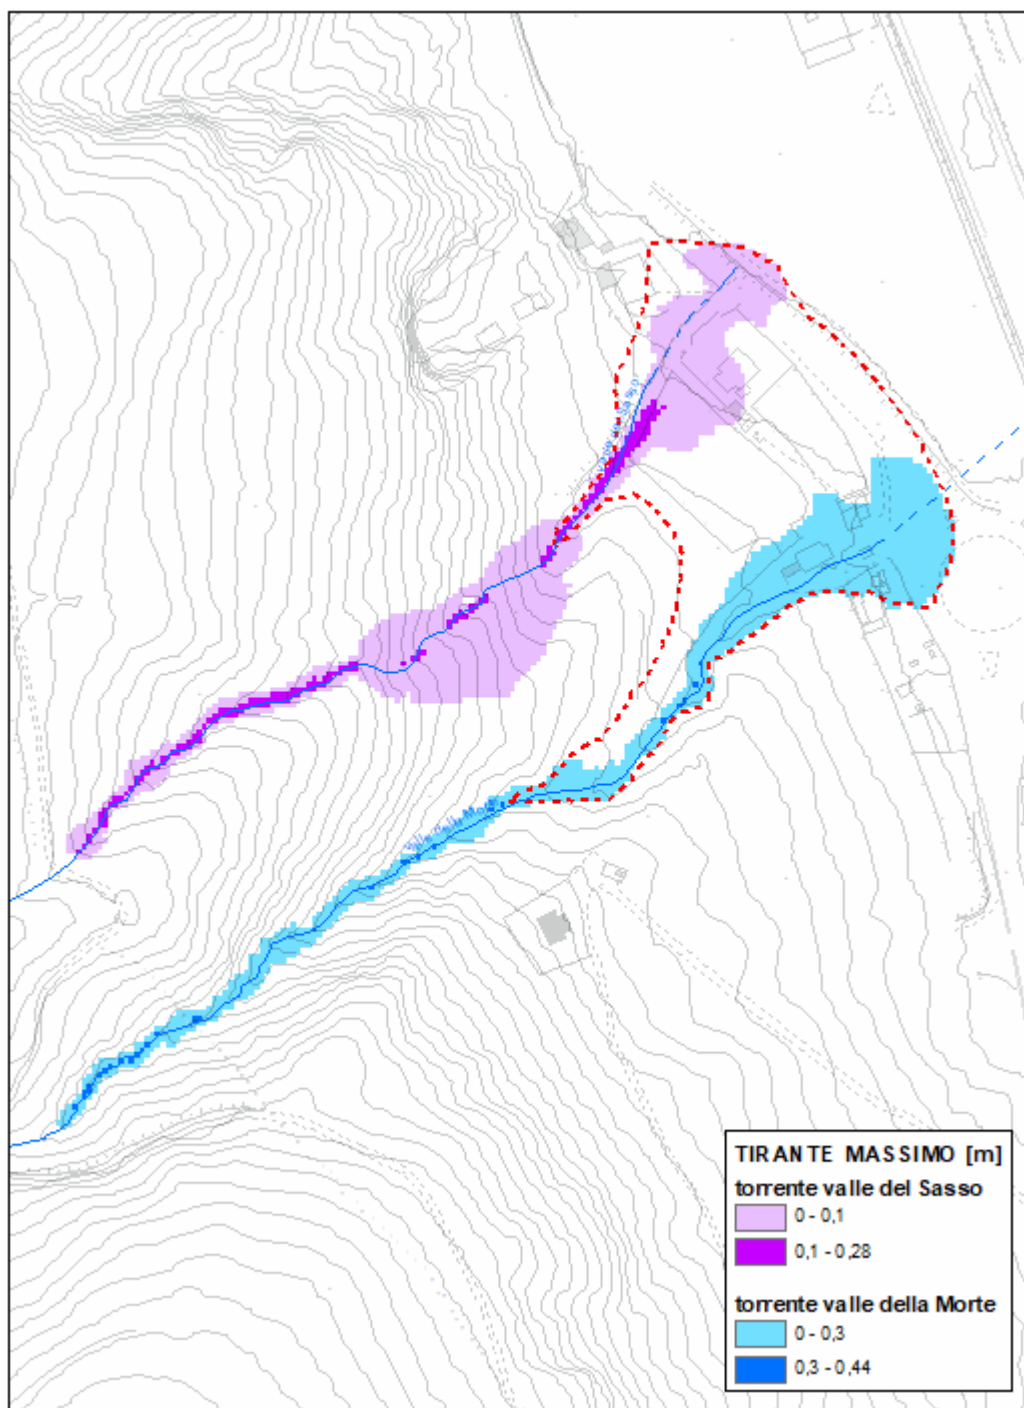 TIRANTE MASSIMO [m]
torrente valle del Sasso
0 - 0,1
0,1 - 0,28
torrente valle della Morte
0 - 0,3
0,3 - 0,44